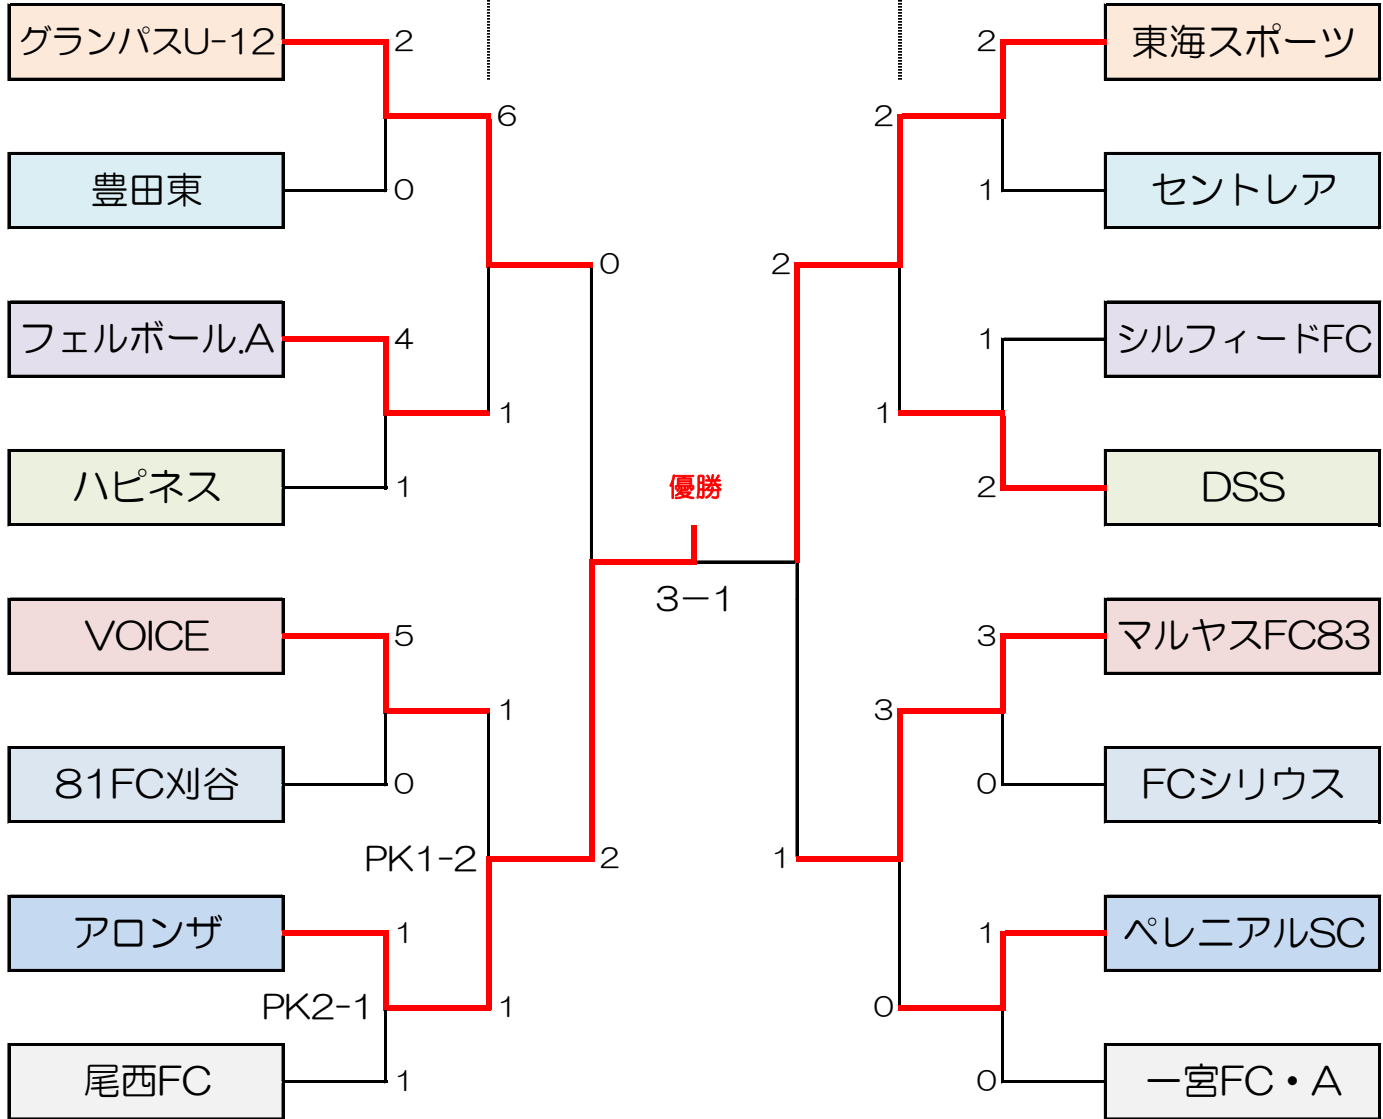 グランパスU-12
2
2
東海スポーツ
6
2
豊田東
0
1
セントレア
0
2
フェルボール.A
4
1
シルフィードFC
1
1
ハピネス
1
優勝
2
DSS
3－1
VOICE
5
3
マルヤスFC83
1
3
81FC刈谷
0
0
FCシリウス
PK1-2
2
1
アロンザ
1
1
ペレニアルSC
PK2-1
1
0
尾西FC
1
0
一宮FC・A